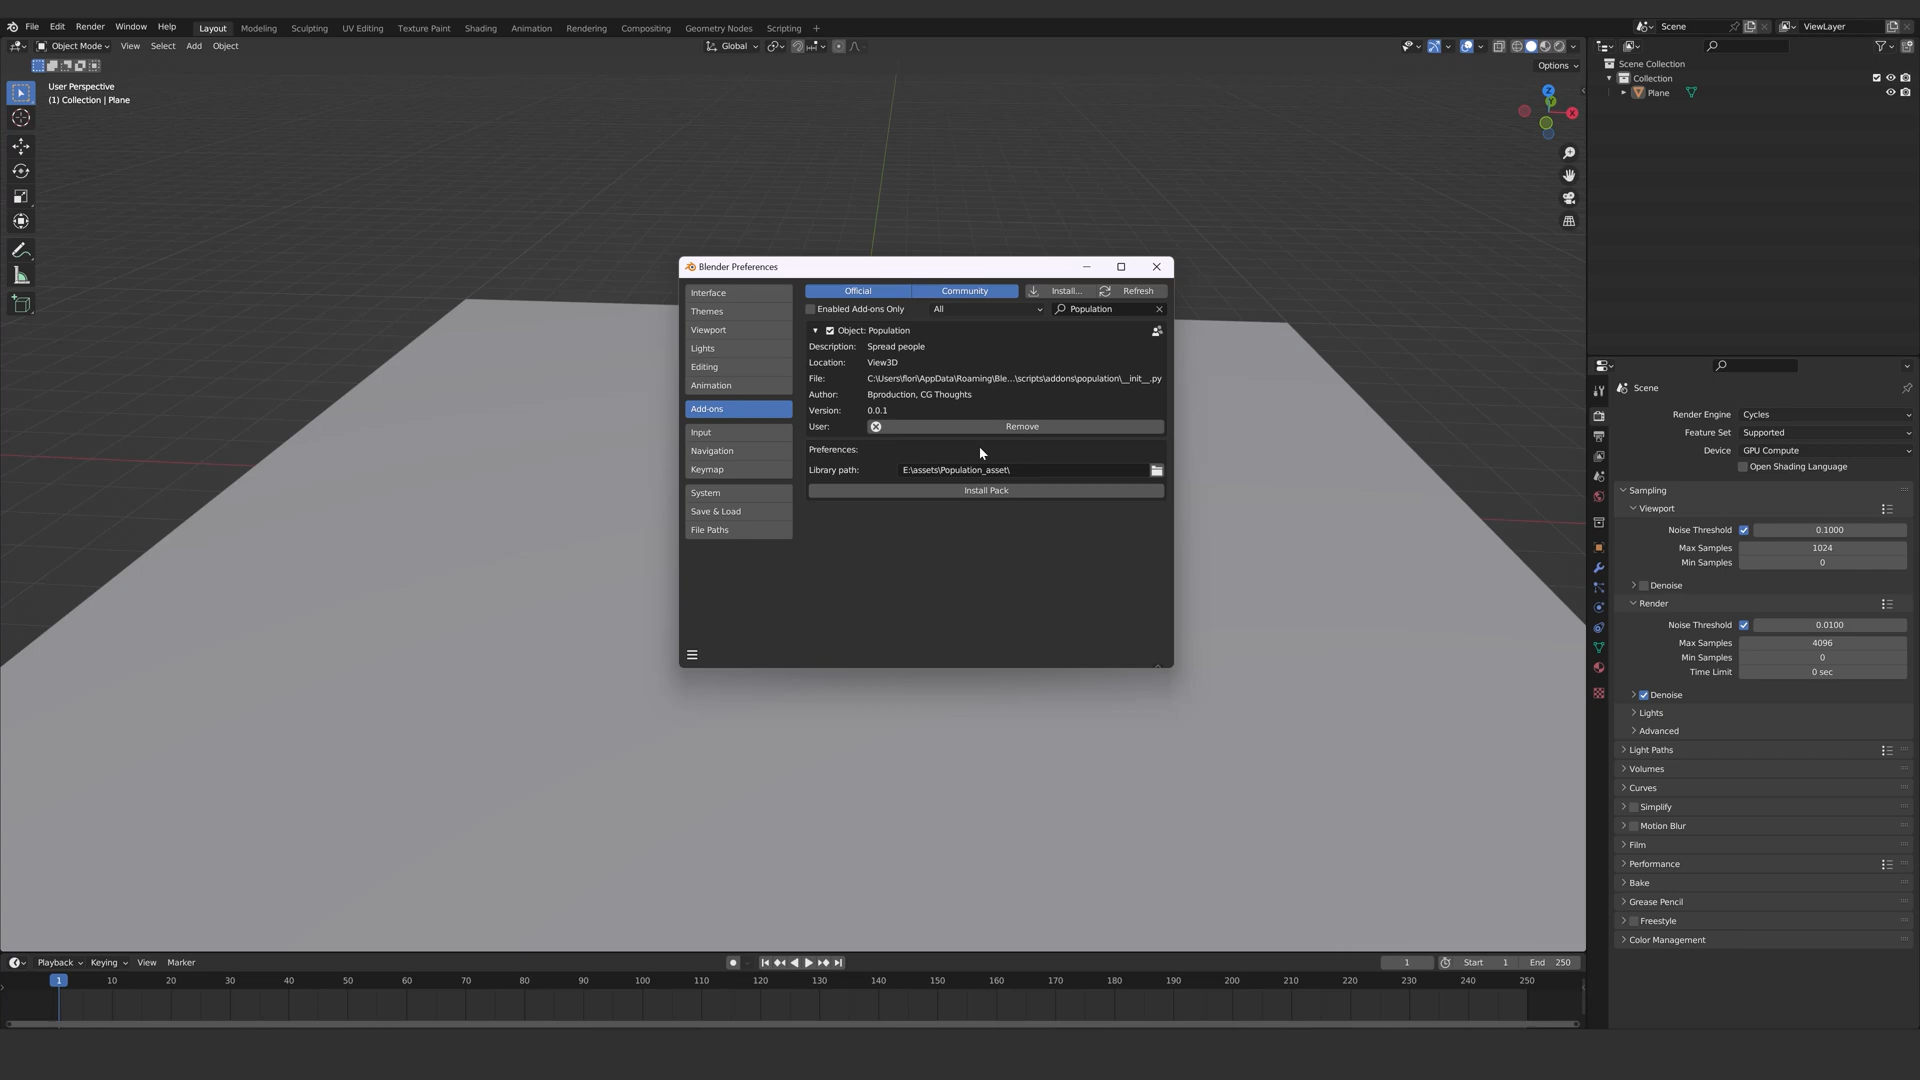 File Edit Render Window Help Layout Modeling Sculpting UV Editing Texture Paint Shading Animation Rendering Compositing Geometry Nodes Scripting + Scene ViewLayer
Object Mode View Select Add Object Global
Options
User Perspective
(1) Collection | Plane
Z
Y
X
Scene Collection
Collection
Plane
Blender Preferences
Interface
Themes
Viewport
Lights
Editing
Animation
Add-ons
Input
Navigation
Keymap
System
Save & Load
File Paths
Official Community Install... Refresh
Enabled Add-ons Only All Population
Object: Population
Description: Spread people
Location: View3D
File: C:\Users\flori\AppData\Roaming\Ble...\scripts\addons\population\__init__.py
Author: Bproduction, CG Thoughts
Version: 0.0.1
User: Remove
Preferences:
Library path: E:\assets\Population_asset\
Install Pack
Scene
Render Engine Cycles
Feature Set Supported
Device GPU Compute
Open Shading Language
Sampling
Viewport
Noise Threshold 0.1000
Max Samples 1024
Min Samples 0
Denoise
Render
Noise Threshold 0.0100
Max Samples 4096
Min Samples 0
Time Limit 0 sec
Denoise
Lights
Advanced
Light Paths
Volumes
Curves
Simplify
Motion Blur
Film
Performance
Bake
Grease Pencil
Freestyle
Color Management
Playback Keying View Marker 1 Start 1 End 250
1 10 20 30 40 50 60 70 80 90 100 110 120 130 140 150 160 170 180 190 200 210 220 230 240 250